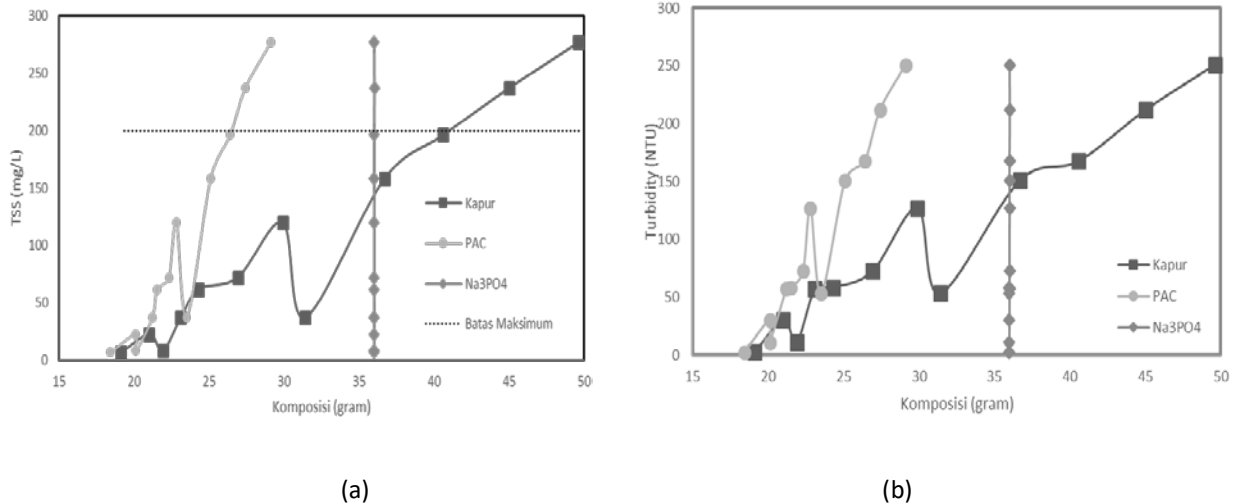 300
250
200
150
100
50
0
TSS (mg/L)
15 20 25 30 35 40 45 50
Komposisi (gram)
Kapur
PAC
Na3PO4
Batas Maksimum
(a)
300
250
200
150
100
50
0
Turbidity (NTU)
15 20 25 30 35 40 45 50
Komposisi (gram)
Kapur
PAC
Na3PO4
(b)